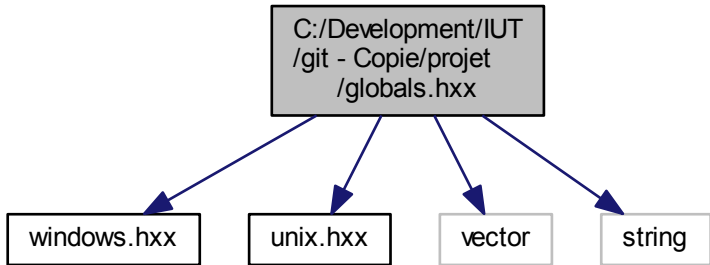 C:/Development/IUT
/git - Copie/projet
/globals.hxx
windows.hxx
unix.hxx
vector
string